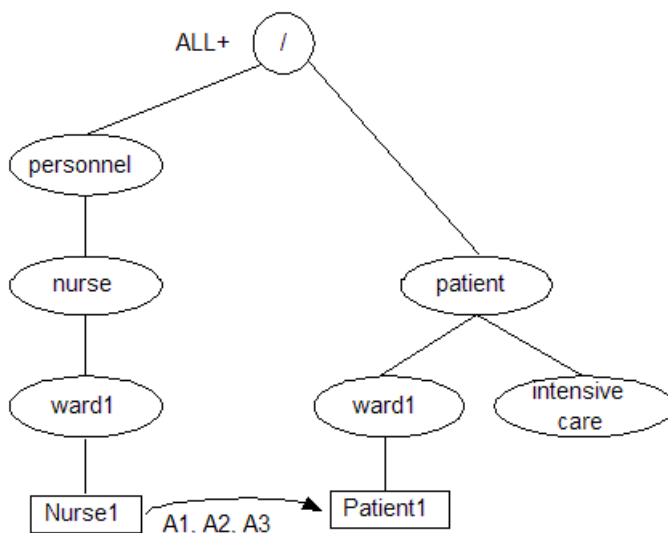 ALL+ /
personnel
nurse
patient
ward1
ward1
intensive
care
Nurse1
A1, A2, A3
Patient1